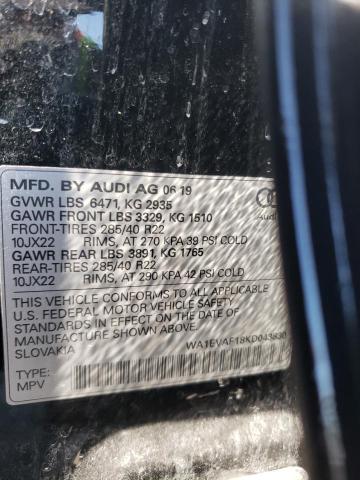 MFD. BY AUDI AG 06 19
GVWR LBS 6471, KG 2935
GAWR FRONT LBS 3329, KG 1510
FRONT-TIRES 285/40 R22
10JX22 RIMS, AT 270 KPA 39 PSI COLD
GAWR REAR LBS 3891, KG 1765
REAR-TIRES 285/40 R22
10JX22 RIMS, AT 290 KPA 42 PSI COLD
Audi
THIS VEHICLE CONFORMS TO ALL APPLICABLE
U.S. FEDERAL MOTOR VEHICLE SAFETY
STANDARDS IN EFFECT ON THE DATE OF
MANUFACTURE SHOWN ABOVE.
SLOVAKIA WA1EVAF18KD043830
TYPE:
MPV